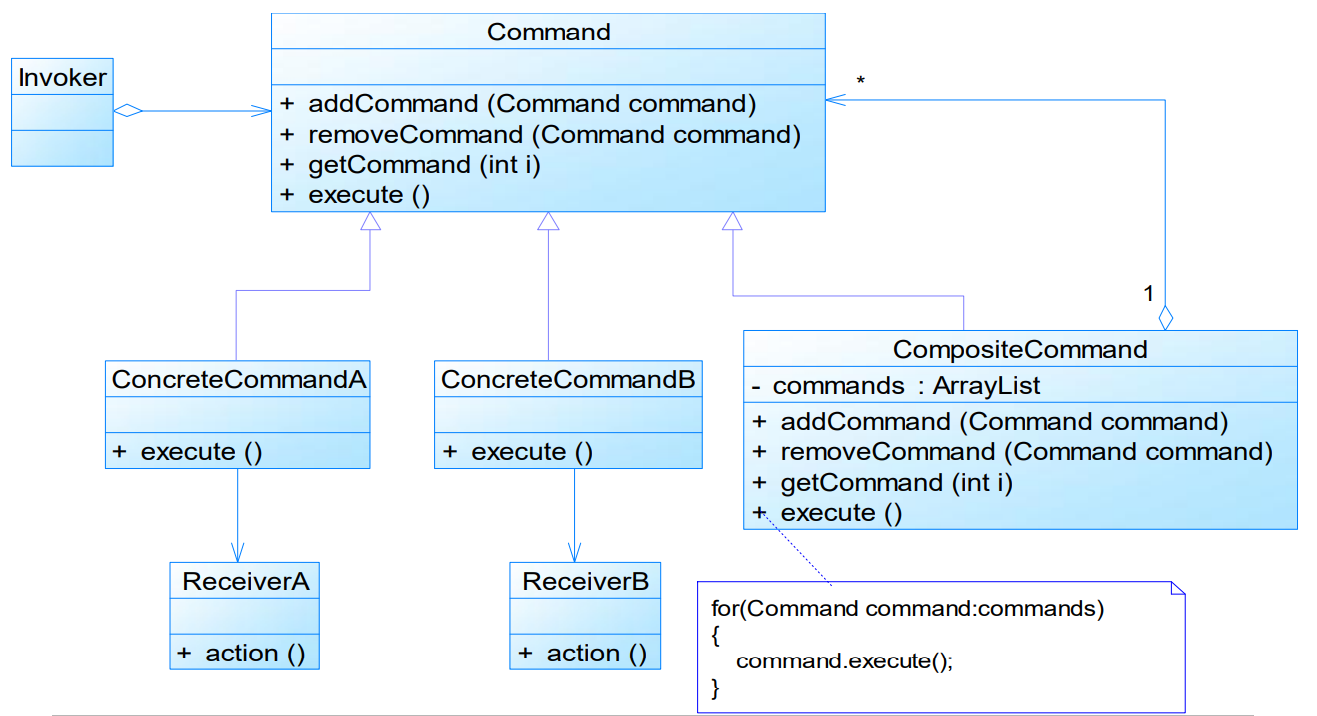 Command
Invoker
+ addCommand (Command command)
+ removeCommand (Command command)
+ getCommand (int i)
+ execute ()
*
1
ConcreteCommandA
+ execute ()
ConcreteCommandB
+ execute ()
CompositeCommand
- commands : ArrayList
+ addCommand (Command command)
+ removeCommand (Command command)
+ getCommand (int i)
+ execute ()
ReceiverA
+ action ()
ReceiverB
+ action ()
for(Command command:commands)
{
command.execute();
}